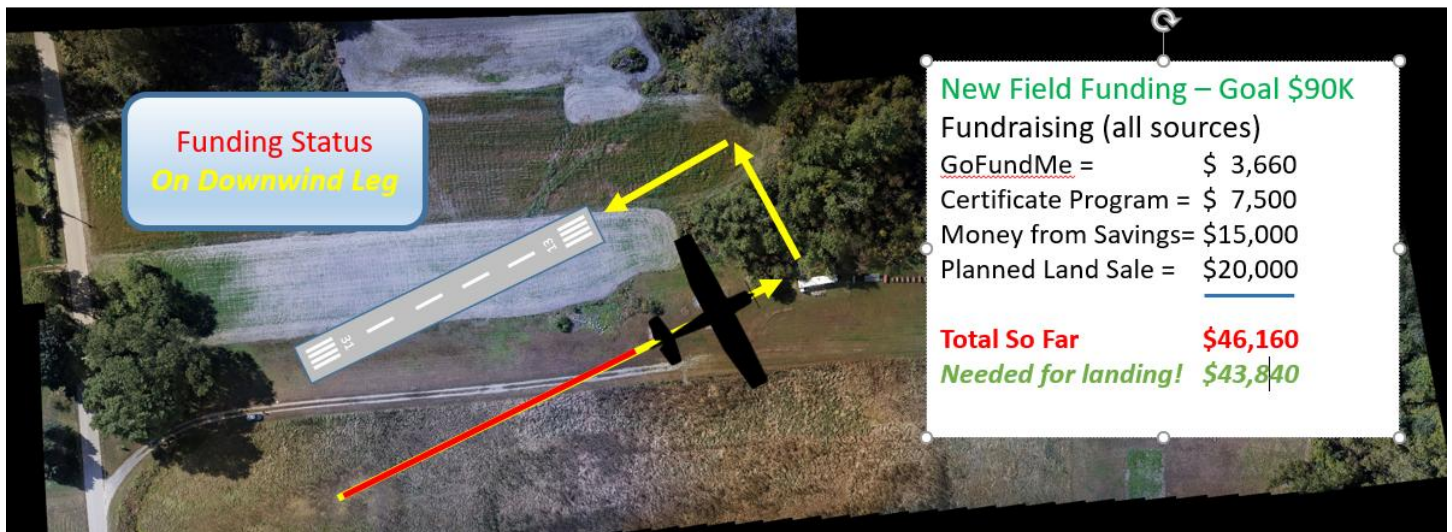 Funding Status
On Downwind Leg
13
31
New Field Funding – Goal $90K
Fundraising (all sources)
GoFundMe = $ 3,660
Certificate Program = $ 7,500
Money from Savings= $15,000
Planned Land Sale = $20,000
Total So Far $46,160
Needed for landing! $43,840